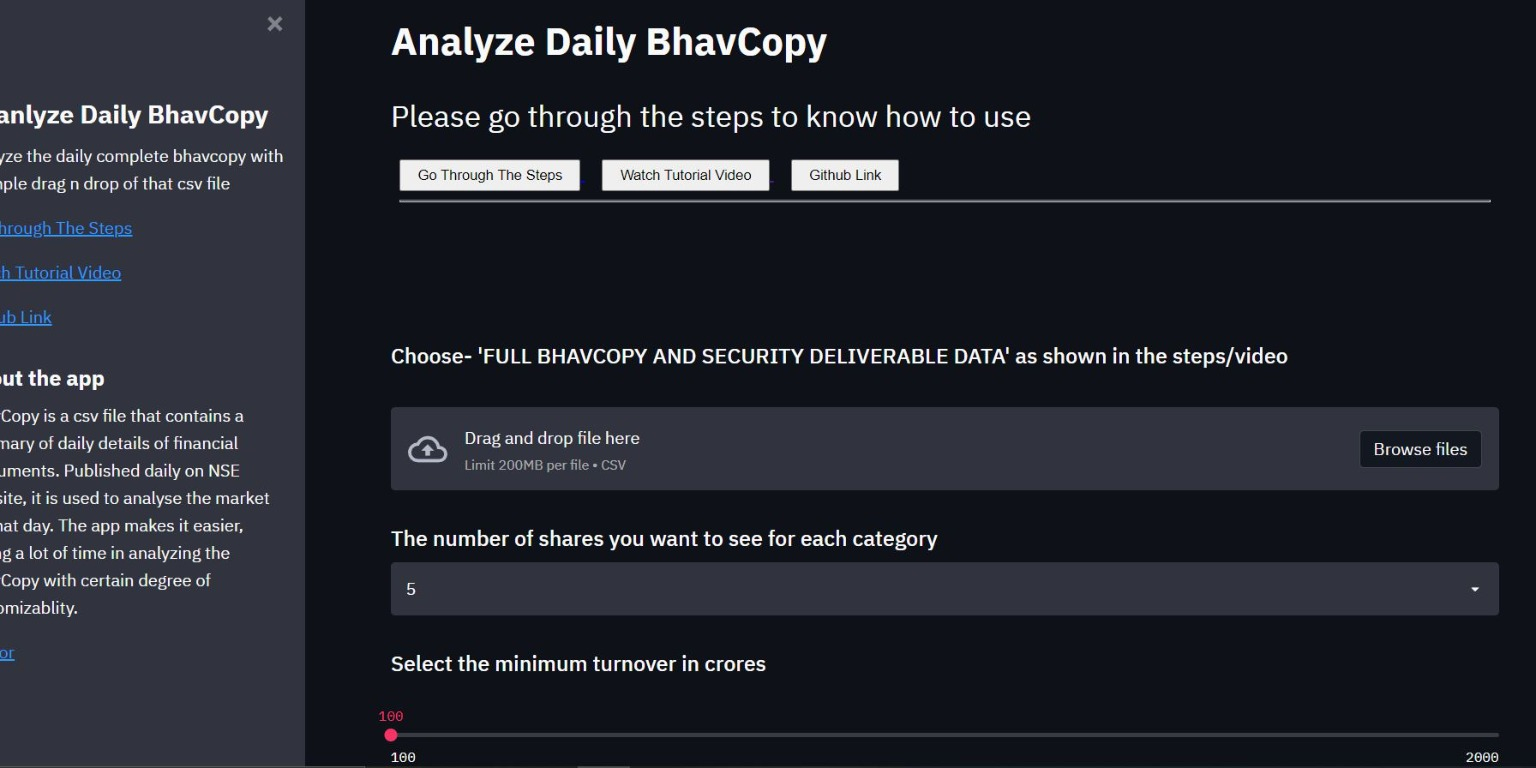 ×
anlyze Daily BhavCopy
yze the daily complete bhavcopy with
ple drag n drop of that csv file
hrough The Steps
h Tutorial Video
ub Link
ut the app
Copy is a csv file that contains a
mary of daily details of financial
uments. Published daily on NSE
site, it is used to analyse the market
hat day. The app makes it easier,
g a lot of time in analyzing the
Copy with certain degree of
omizablity.
or
Analyze Daily BhavCopy
Please go through the steps to know how to use
Go Through The Steps Watch Tutorial Video Github Link
Choose- 'FULL BHAVCOPY AND SECURITY DELIVERABLE DATA' as shown in the steps/video
Drag and drop file here
Limit 200MB per file • CSV
Browse files
The number of shares you want to see for each category
5
Select the minimum turnover in crores
100
100 2000